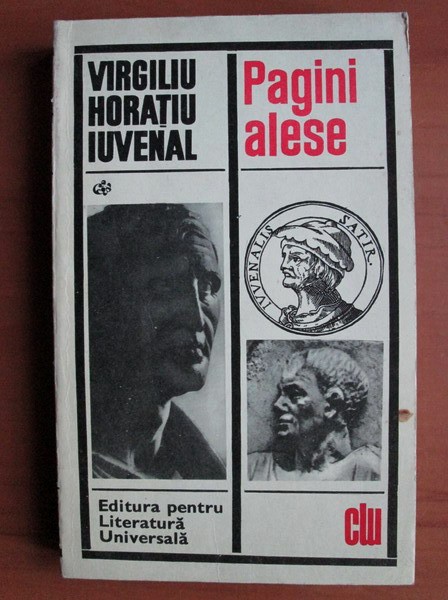 VIRGILIU
HORAȚIU
IUVENAL
Pagini
alese
IVVENALIS SATIR.
Editura pentru
Literatură
Universală
clu